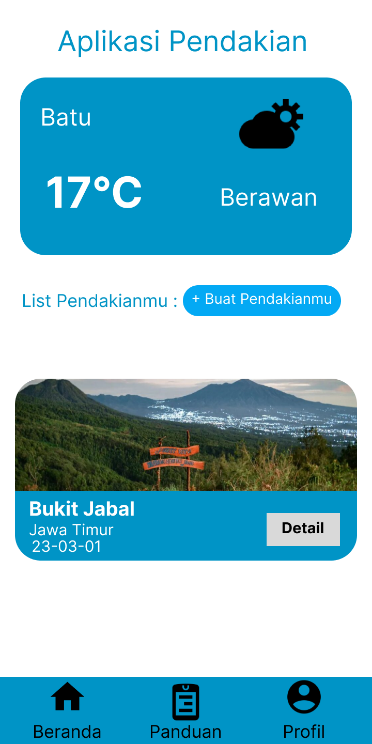 Aplikasi Pendakian
Batu
17°C
Berawan
List Pendakianmu :
+ Buat Pendakianmu
Bukit Jabal
Jawa Timur
23-03-01
Detail
Beranda
Panduan
Profil